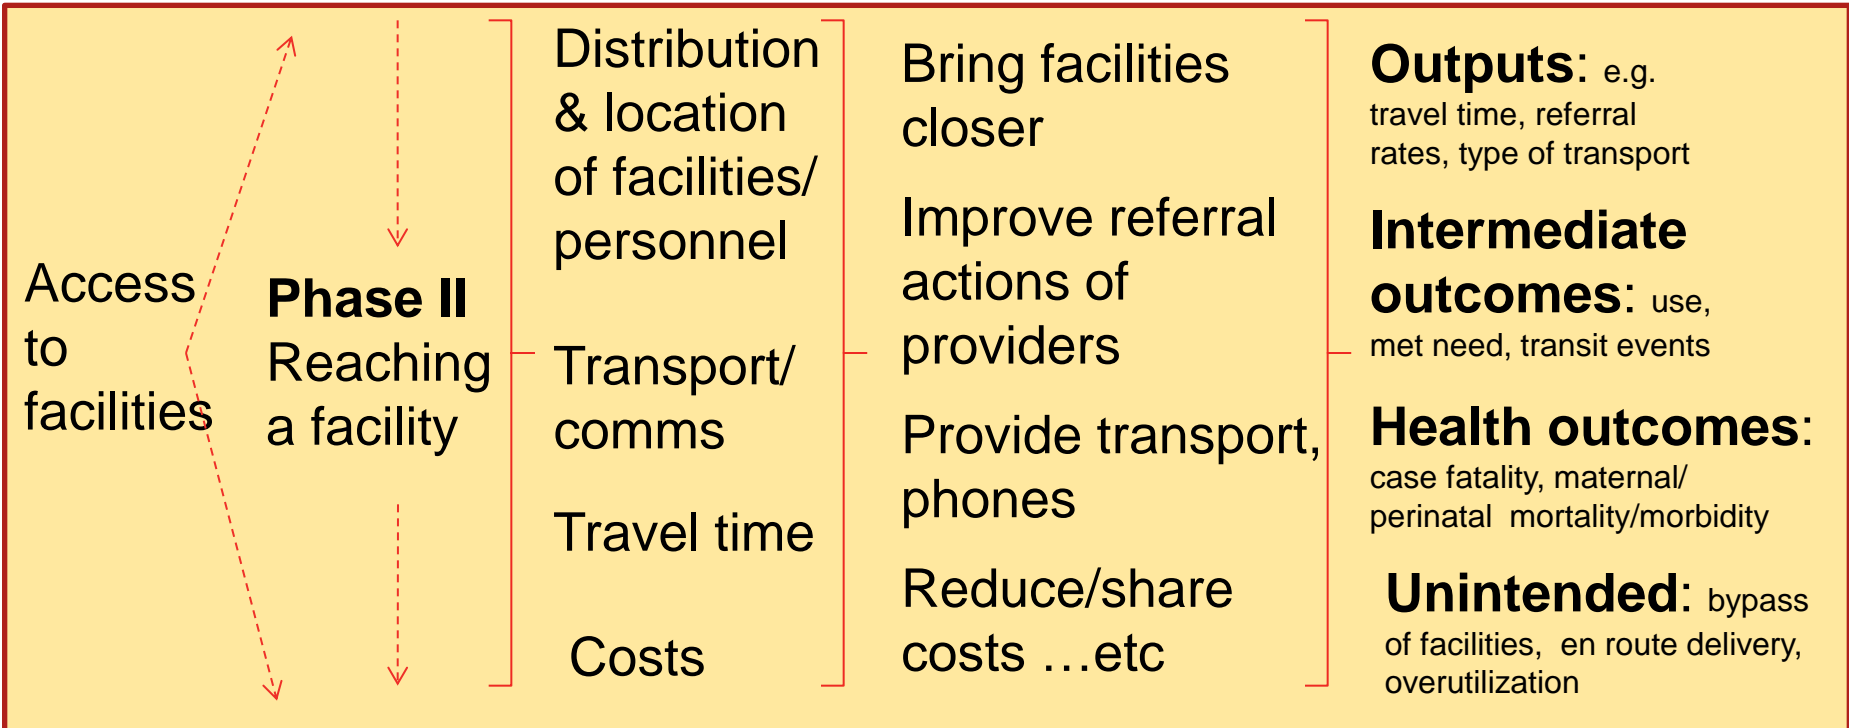 Access
to
facilities
Phase II
Reaching
a facility
Distribution
& location
of facilities/
personnel
Transport/
comms
Travel time
Costs
Bring facilities
closer
Improve referral
actions of
providers
Provide transport,
phones
Reduce/share
costs …etc
Outputs: e.g.
travel time, referral
rates, type of transport
Intermediate
outcomes: use,
met need, transit events
Health outcomes:
case fatality, maternal/
perinatal mortality/morbidity
Unintended: bypass
of facilities, en route delivery,
overutilization